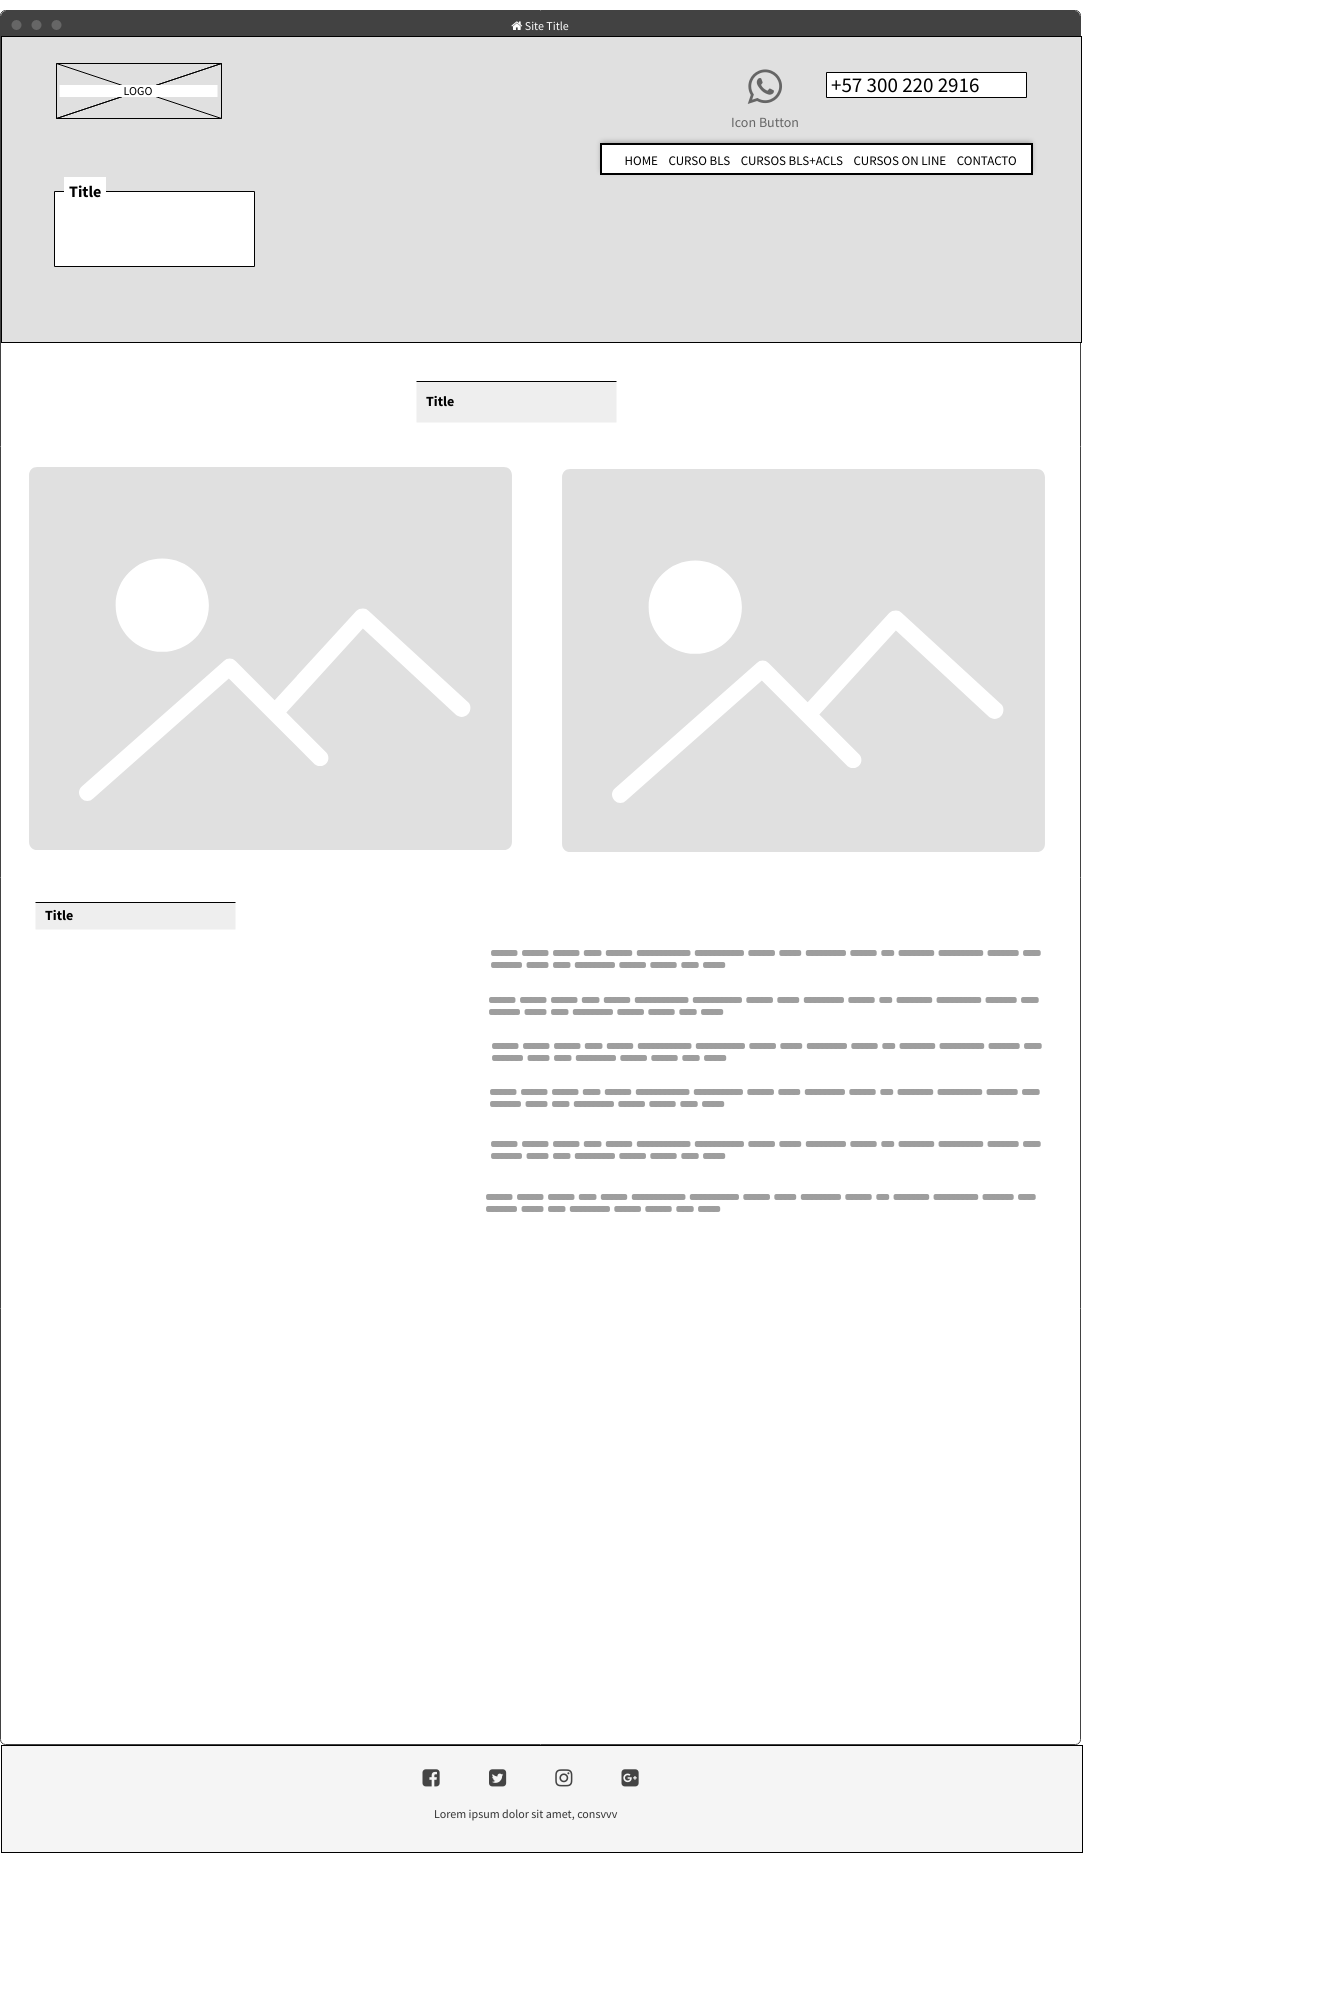 Site Title
LOGO
+57 300 220 2916
Icon Button
HOME CURSO BLS CURSOS BLS+ACLS CURSOS ON LINE CONTACTO
Title
Title
Title
Lorem ipsum dolor sit amet, consvvv